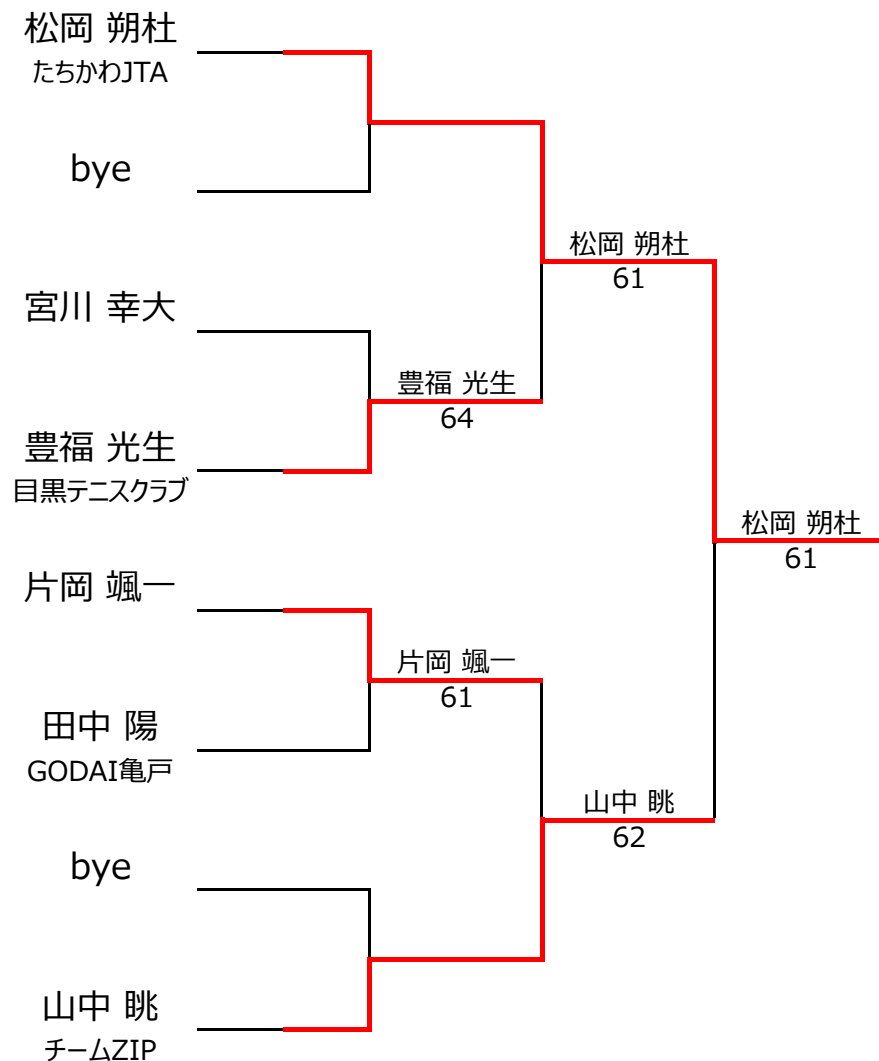 松岡 朔杜
たちかわJTA
bye
宮川 幸大
豊福 光生
目黒テニスクラブ
片岡 颯一
田中 陽
GODAI亀戸
bye
山中 眺
チームZIP
豊福 光生
64
片岡 颯一
61
松岡 朔杜
61
山中 眺
62
松岡 朔杜
61